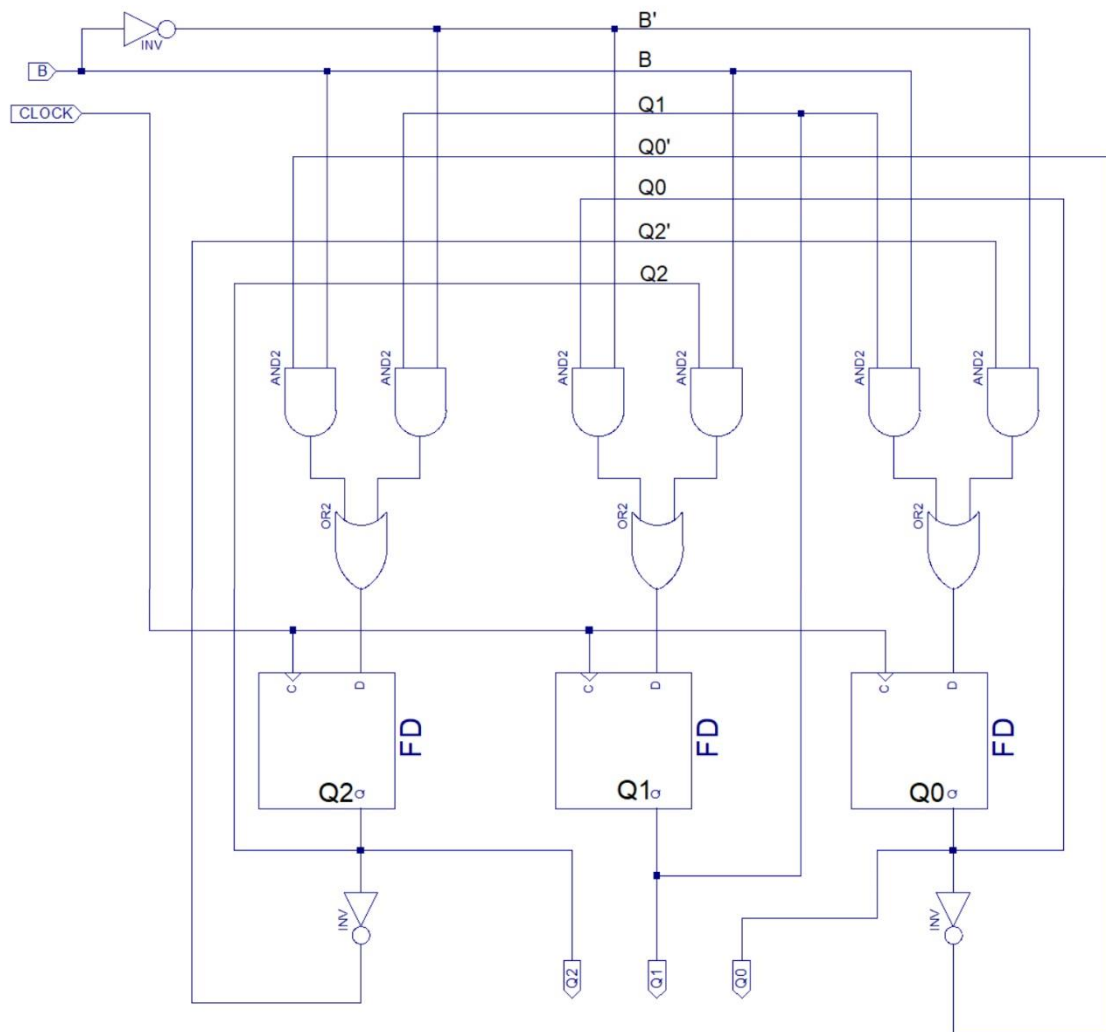 B'
INV
B
B
Q1
CLOCK
Q0'
Q0
Q2'
Q2
AND2
AND2
AND2
AND2
AND2
AND2
OR2
OR2
OR2
C
D
C
D
C
D
FD
FD
FD
Q2
Q
Q1
Q
Q0
Q
INV
INV
Q2
Q1
Q0